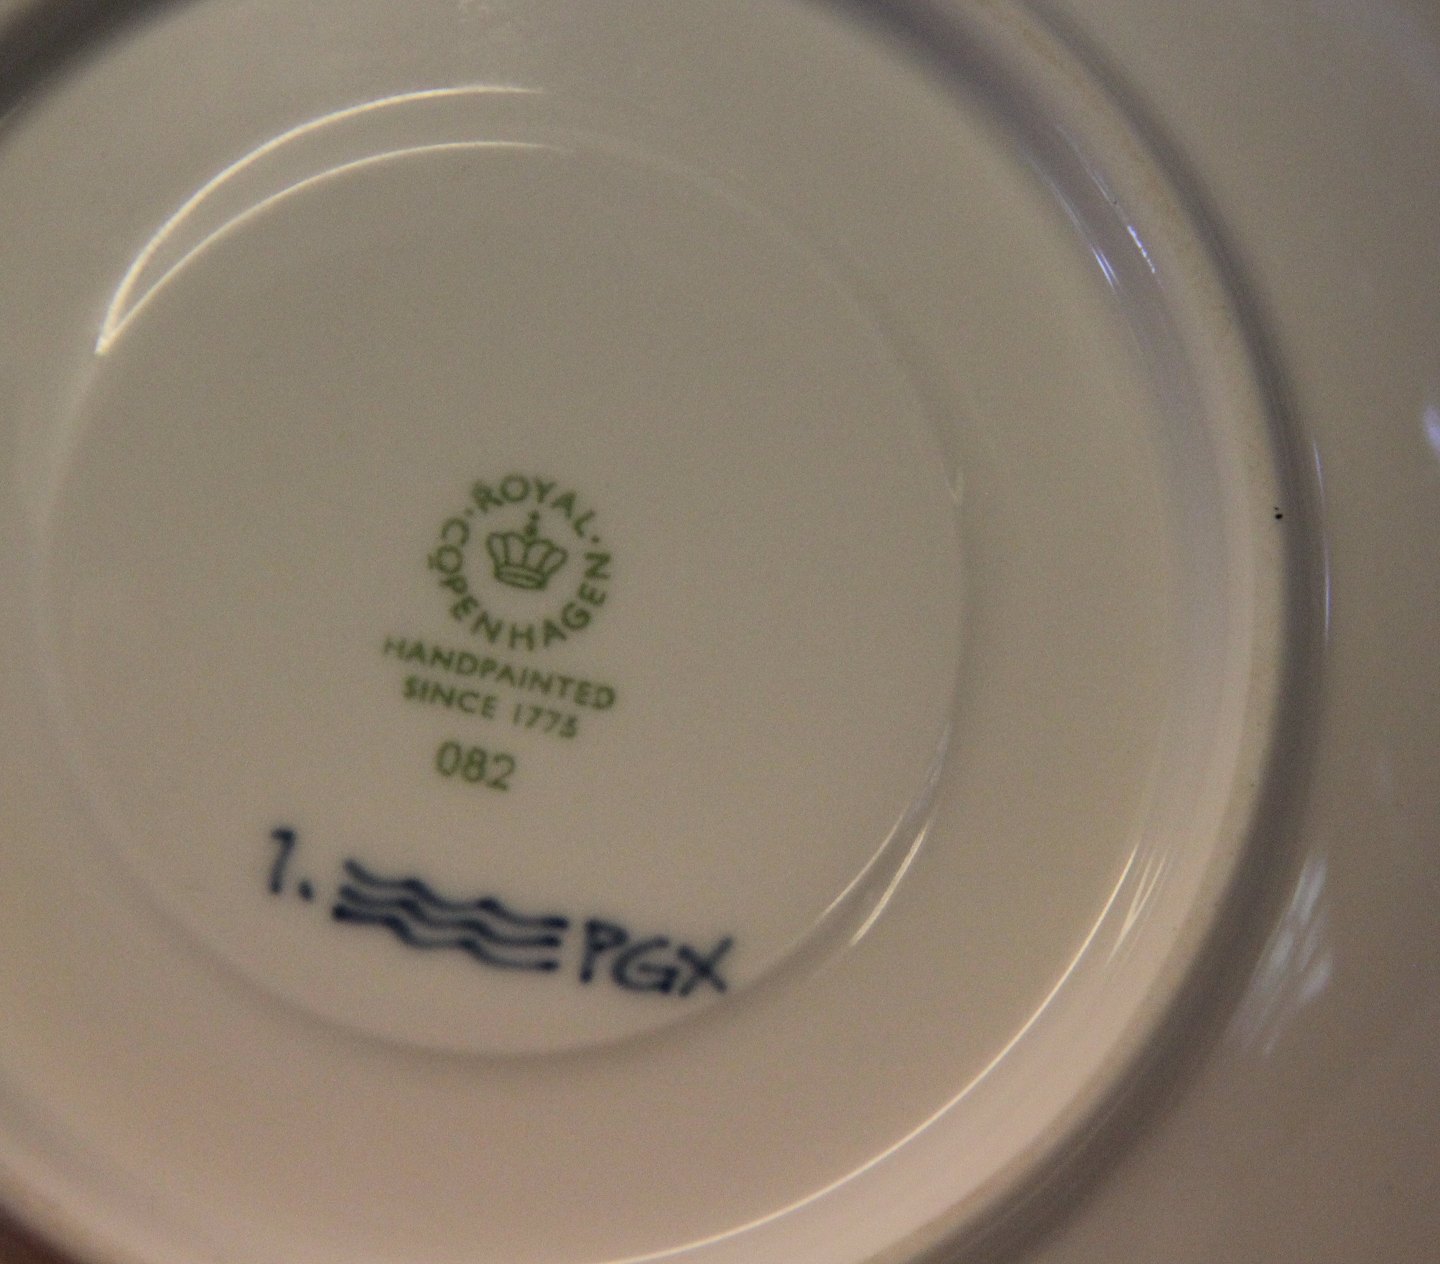 ROYAL · COPENHAGEN ·
HANDPAINTED
SINCE 1775
082
1. PGX